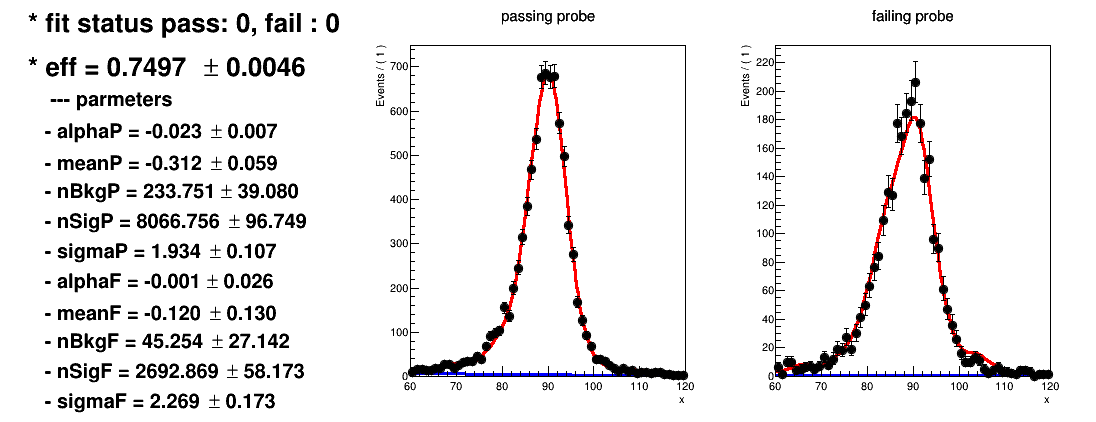 * fit status pass: 0, fail : 0
* eff = 0.7497 ± 0.0046
--- parmeters
- alphaP = -0.023 ± 0.007
- meanP = -0.312 ± 0.059
- nBkgP = 233.751 ± 39.080
- nSigP = 8066.756 ± 96.749
- sigmaP = 1.934 ± 0.107
- alphaF = -0.001 ± 0.026
- meanF = -0.120 ± 0.130
- nBkgF = 45.254 ± 27.142
- nSigF = 2692.869 ± 58.173
- sigmaF = 2.269 ± 0.173
passing probe
Events / ( 1 )
700
600
500
400
300
200
100
0
60 70 80 90 100 110 120
x
failing probe
Events / ( 1 )
220
200
180
160
140
120
100
80
60
40
20
0
60 70 80 90 100 110 120
x